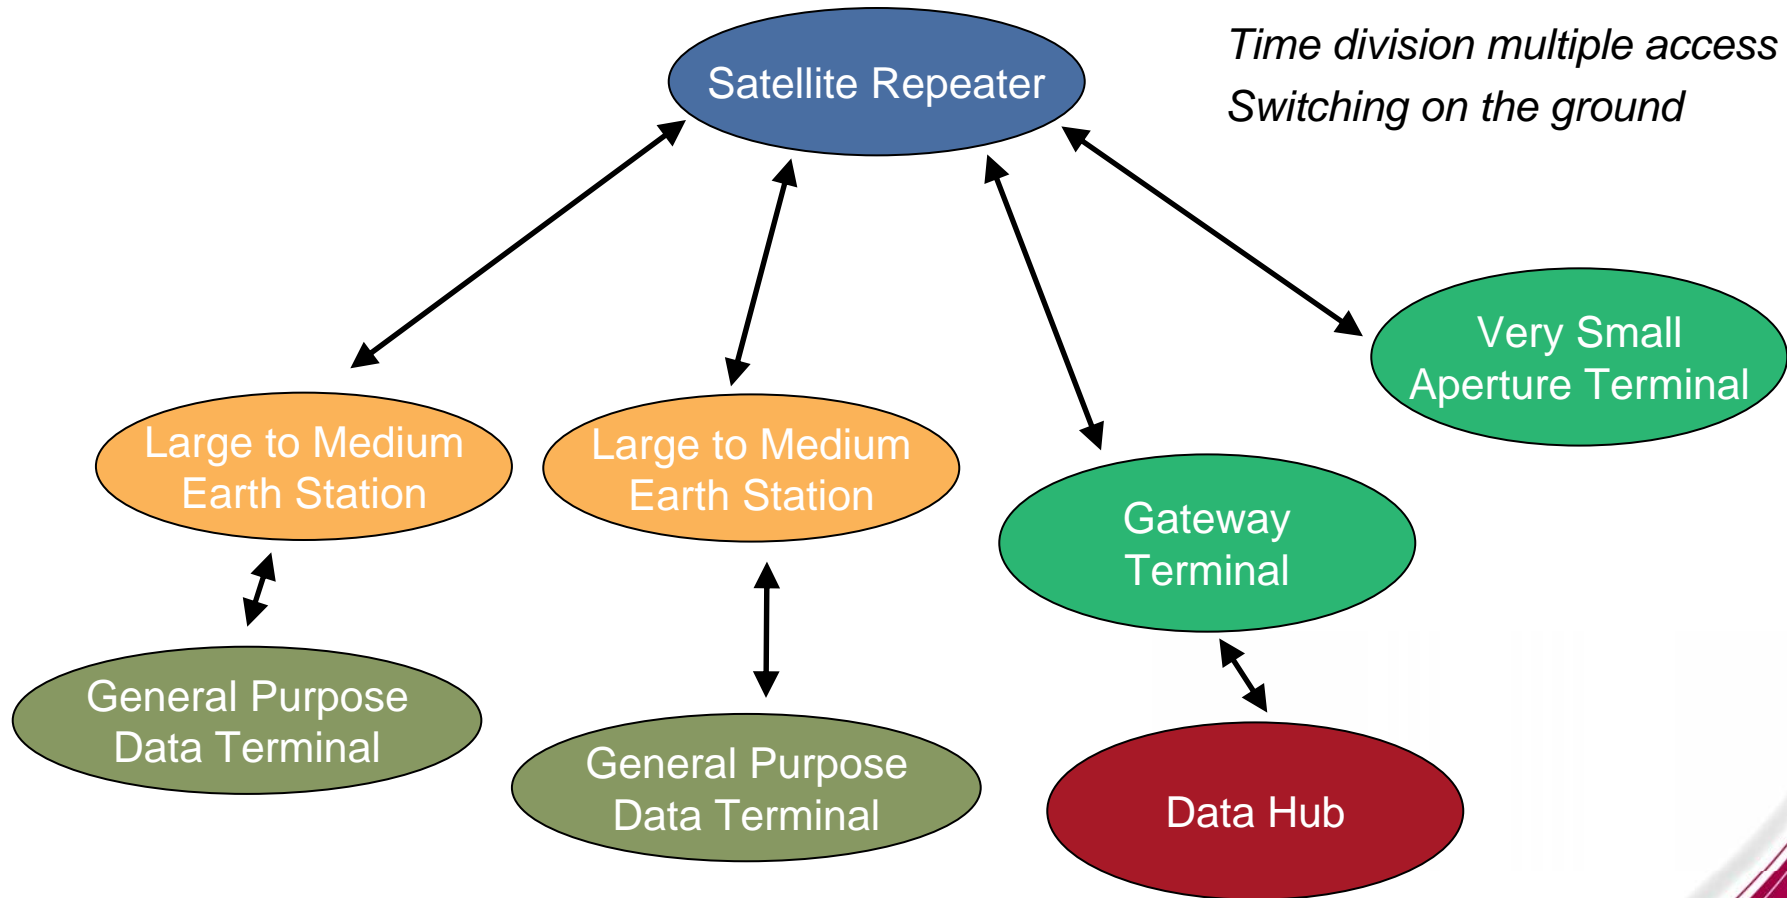 Satellite Repeater
Time division multiple access
Switching on the ground
Very Small
Aperture Terminal
Large to Medium
Earth Station
Large to Medium
Earth Station
Gateway
Terminal
General Purpose
Data Terminal
General Purpose
Data Terminal
Data Hub